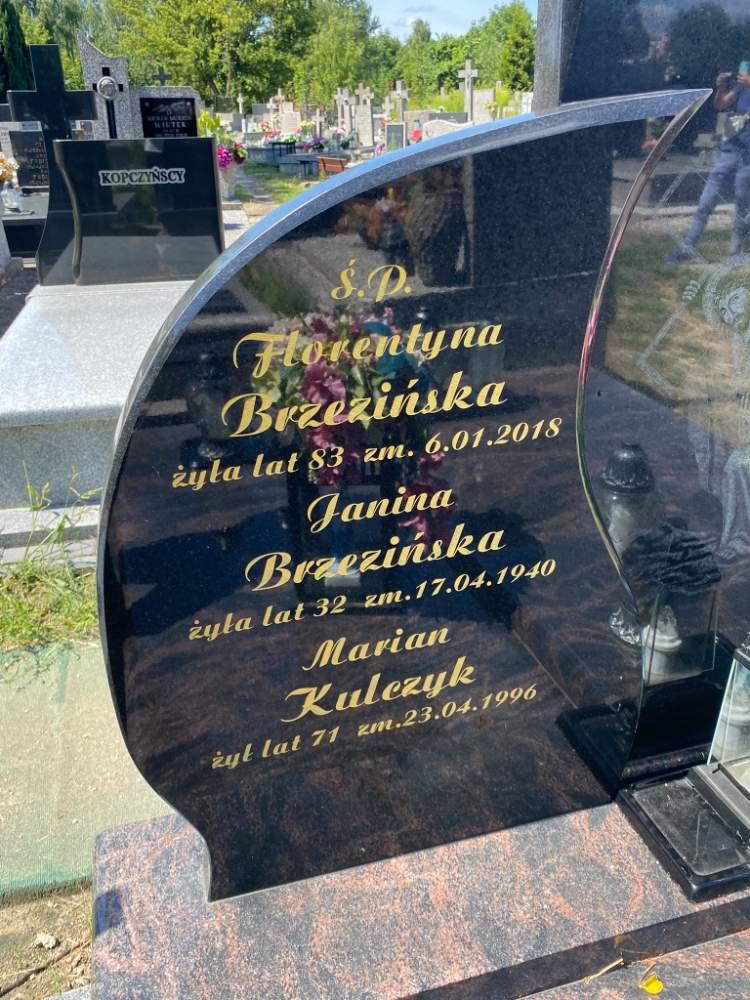 KOPCZYŃSCY
WIĘTEK
Ś.P.
Florentyna
Brzezińska
żyła lat 83 zm. 6.01.2018
Janina
Brzezińska
żyła lat 32 zm.17.04.1940
Marian
Kulczyk
żył lat 71 zm.23.04.1996